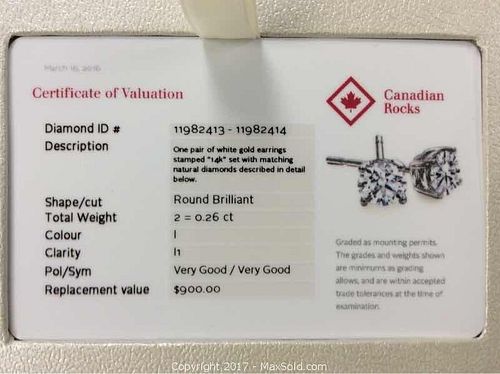 March 16, 2016
Certificate of Valuation
Canadian
Rocks
Diamond ID # 11982413 - 11982414
Description One pair of white gold earrings
stamped "14k" set with matching
natural diamonds described in detail
below.
Shape/cut Round Brilliant
Total Weight 2 = 0.26 ct
Colour I
Clarity I1
Pol/Sym Very Good / Very Good
Replacement value $900.00
Graded as mounting permits.
The grades and weights shown
are minimums as grading
allows, and are within accepted
trade tolerances at the time of
examination.
Copyright 2017 - MaxSold.com